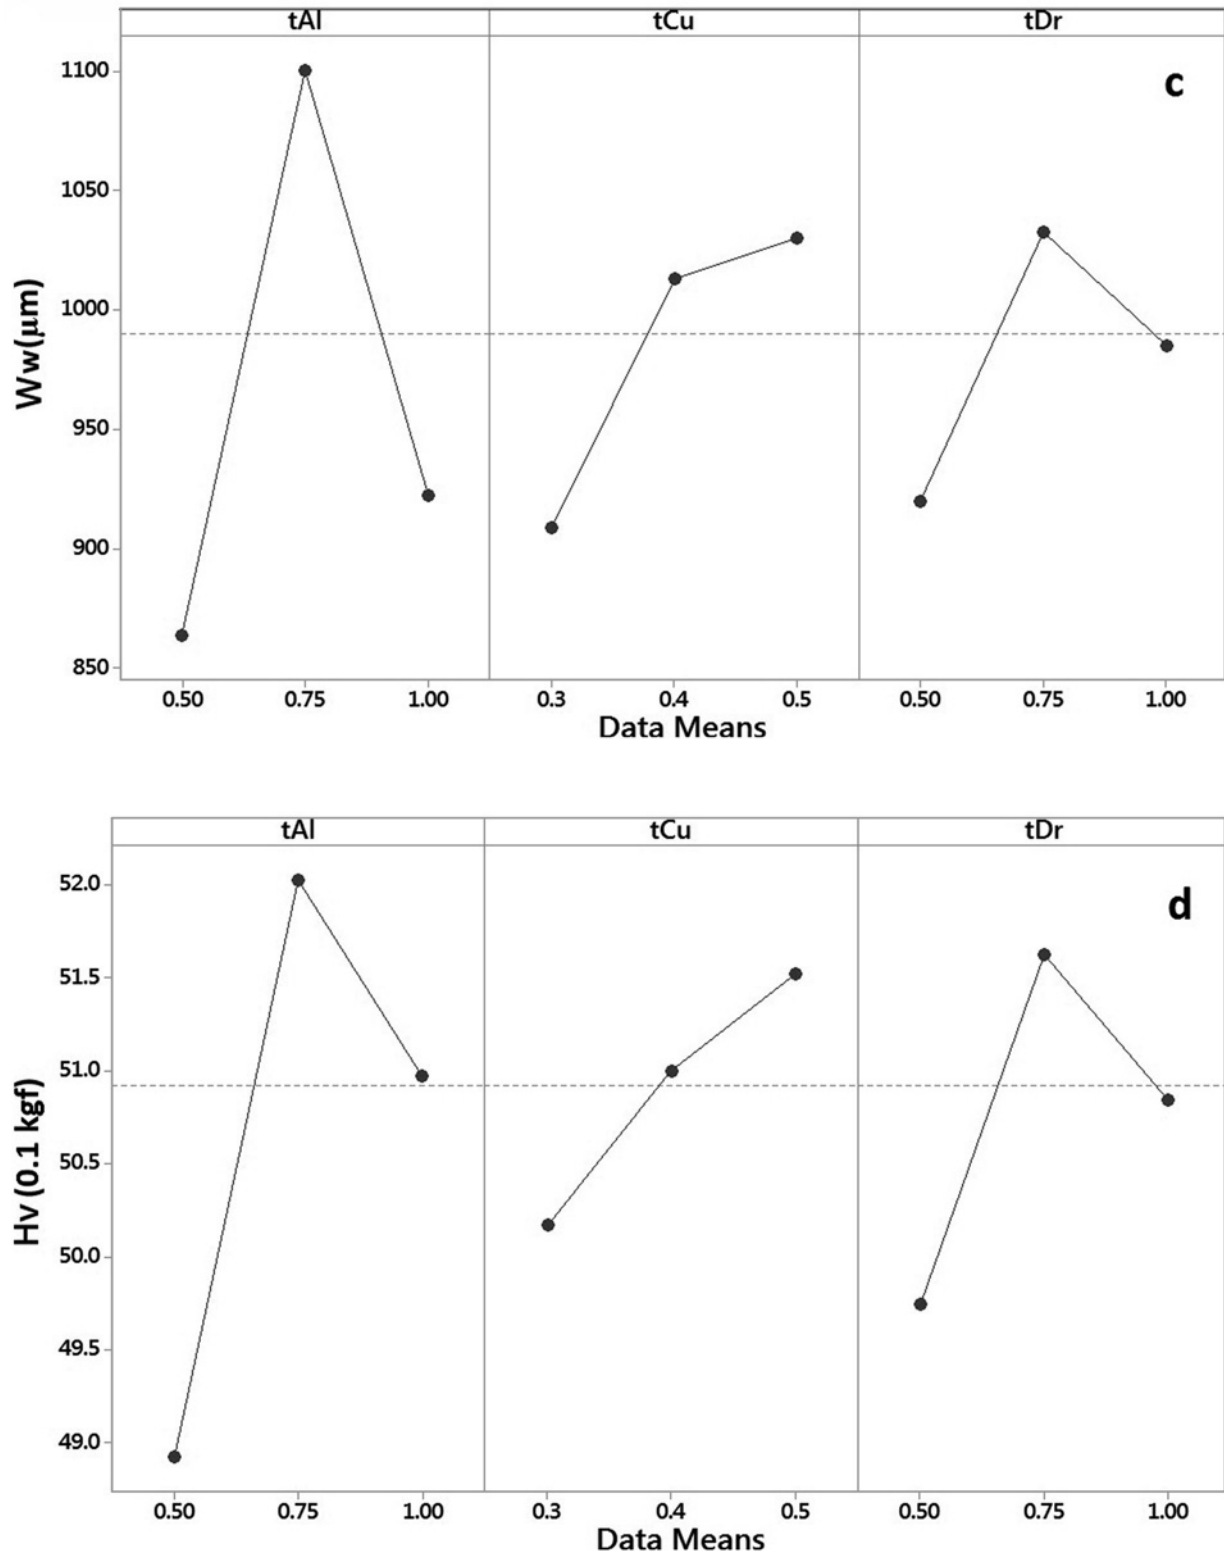 tAl tCu tDr
c
1100
1050
1000
950
900
850
Ww(μm)
0.50 0.75 1.00 0.3 0.4 0.5 0.50 0.75 1.00
Data Means
tAl tCu tDr
d
52.0
51.5
51.0
50.5
50.0
49.5
49.0
Hv (0.1 kgf)
0.50 0.75 1.00 0.3 0.4 0.5 0.50 0.75 1.00
Data Means